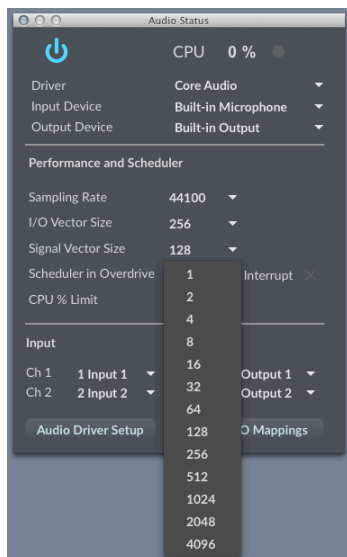 Audio Status
CPU 0 %
Driver Core Audio
Input Device Built-in Microphone
Output Device Built-in Output
Performance and Scheduler
Sampling Rate 44100
I/O Vector Size 256
Signal Vector Size 128
Scheduler in Overdrive Interrupt
CPU % Limit
1
2
4
8
16
32
64
128
256
512
1024
2048
4096
Input
Ch 1 1 Input 1 Output 1
Ch 2 2 Input 2 Output 2
Audio Driver Setup O Mappings